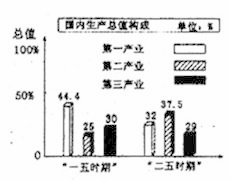 国内生产总值构成 单位：%
总值
100%
第一产业
第二产业
第三产业
50%
44.4
25
30
32
37.5
29
0
"一五时期"
"二五时期"